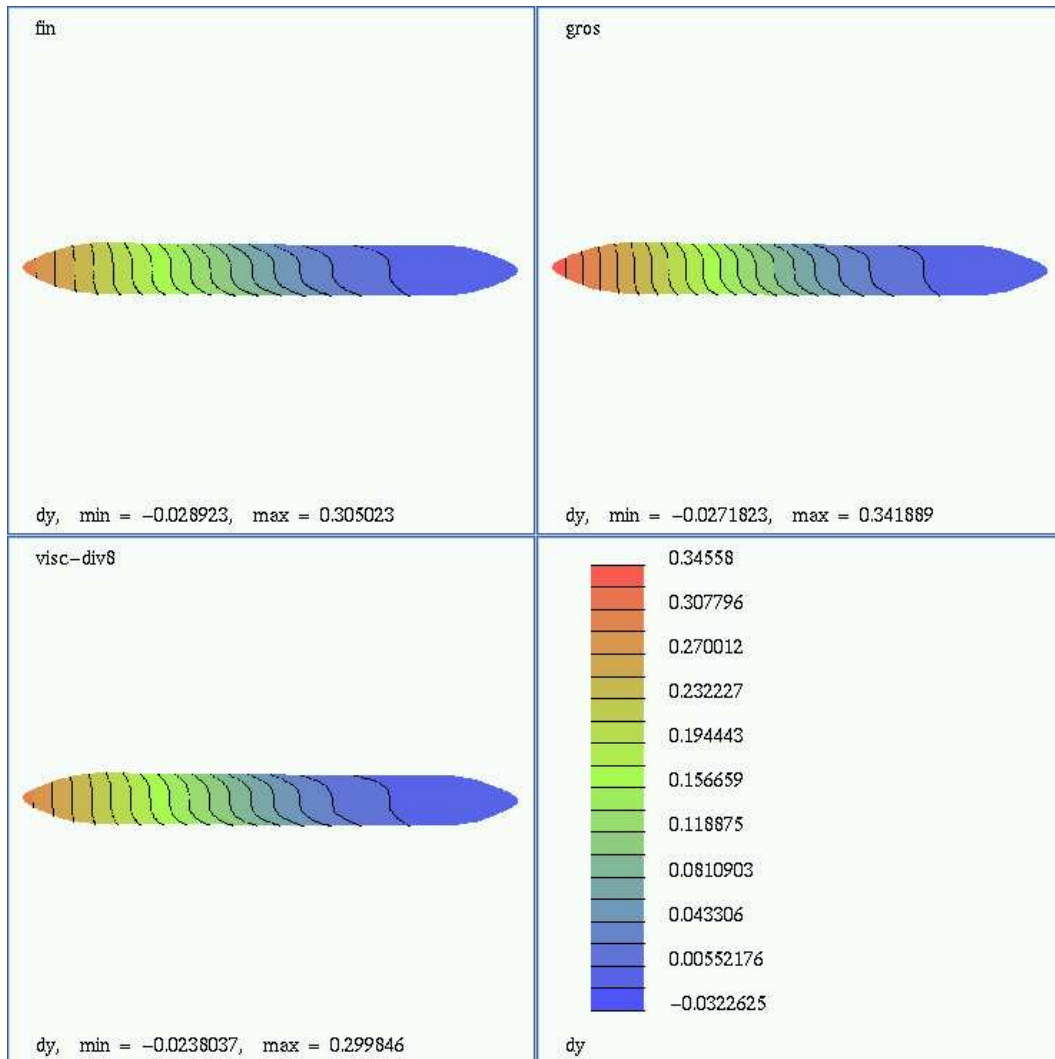 fin
dy, min = −0.028923, max = 0.305023
gros
dy, min = −0.0271823, max = 0.341889
visc−div8
dy, min = −0.0238037, max = 0.299846
0.34558
0.307796
0.270012
0.232227
0.194443
0.156659
0.118875
0.0810903
0.043306
0.00552176
−0.0322625
dy